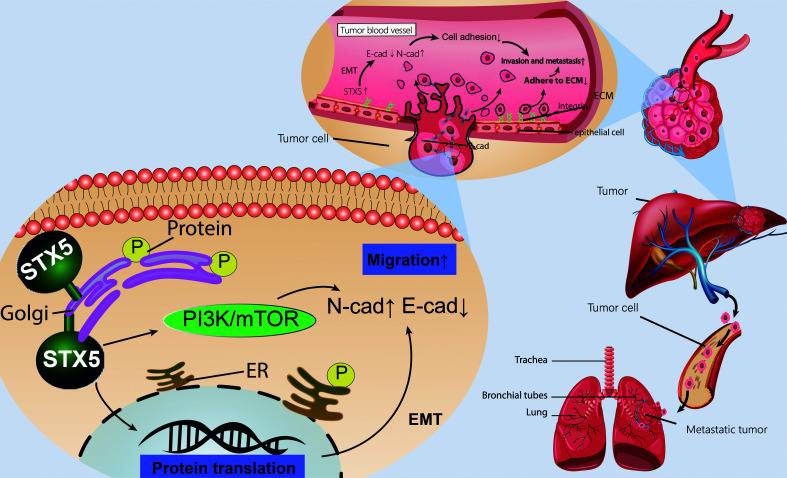 Tumor blood vessel
Cell adhesion↓
E-cad ↓ N-cad↑
Invasion and metastasis↑
EMT
Adhere to ECM↓
STX5 ↑
ECM
Integrin
epithelial cell
Tumor cell
E-cad
Tumor
Protein
P
STX5
P
Migration↑
Golgi
PI3K/mTOR
N-cad↑ E-cad↓
Tumor cell
STX5
ER
P
Trachea
Bronchial tubes
Lung
EMT
Metastatic tumor
Protein translation